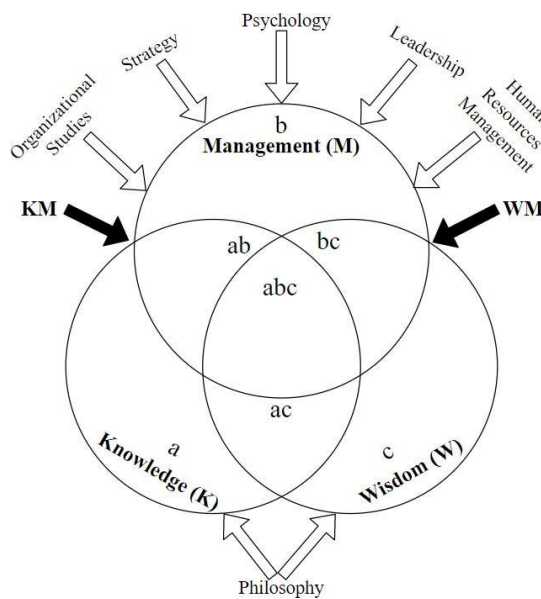 Psychology
Strategy
Leadership
Organizational
Studies
Human
Resources
Management
b
Management (M)
KM
WM
ab
bc
abc
ac
a
Knowledge (K)
c
Wisdom (W)
Philosophy